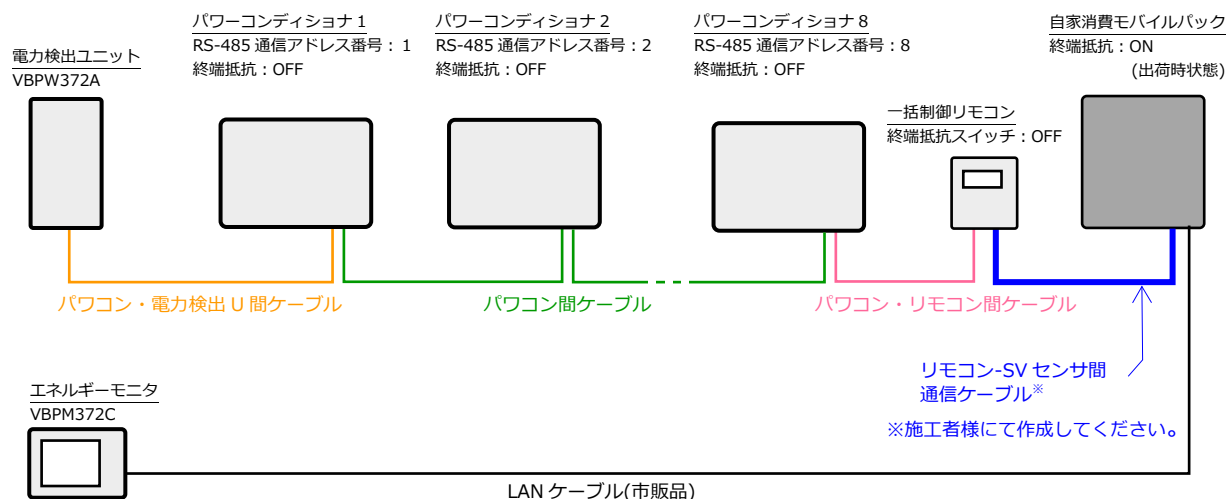 電力検出ユニット
VBPW372A
パワーコンディショナ 1
RS-485 通信アドレス番号：1
終端抵抗：OFF
パワーコンディショナ 2
RS-485 通信アドレス番号：2
終端抵抗：OFF
パワーコンディショナ 8
RS-485 通信アドレス番号：8
終端抵抗：OFF
一括制御リモコン
終端抵抗スイッチ：OFF
自家消費モバイルパック
終端抵抗：ON
(出荷時状態)
パワコン・電力検出 U 間ケーブル
パワコン間ケーブル
パワコン・リモコン間ケーブル
リモコン-SV センサ間
通信ケーブル※
※施工者様にて作成してください。
エネルギーモニタ
VBPM372C
LAN ケーブル(市販品)